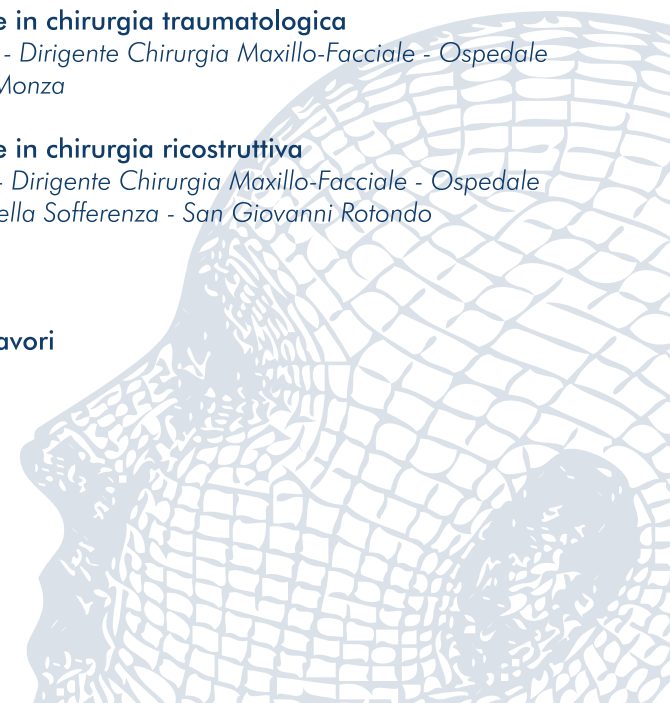 e in chirurgia traumatologica
- Dirigente Chirurgia Maxillo-Facciale - Ospedale
Monza
e in chirurgia ricostruttiva
- Dirigente Chirurgia Maxillo-Facciale - Ospedale
ella Sofferenza - San Giovanni Rotondo
avori